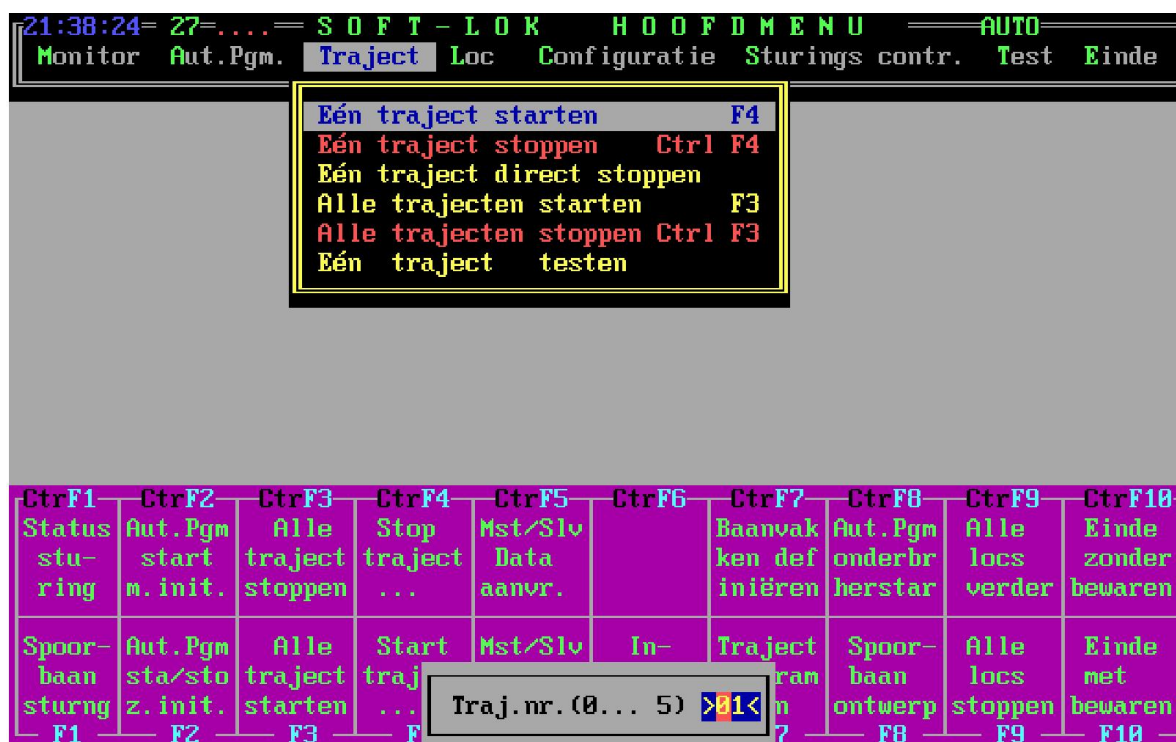 21:38:24 27 .... S O F T - L O K H O O F D M E N U AUTO
Monitor Aut.Pgm. Traject Loc Configuratie Sturings contr. Test Einde
Eén traject starten F4
Eén traject stoppen Ctrl F4
Eén traject direct stoppen
Alle trajecten starten F3
Alle trajecten stoppen Ctrl F3
Eén traject testen
CtrF1 CtrF2 CtrF3 CtrF4 CtrF5 CtrF6 CtrF7 CtrF8 CtrF9 CtrF10
Status Aut.Pgm Alle Stop Mst/Slv Baanvak Aut.Pgm Alle Einde
stu- start traject traject Data ken def onderbr locs zonder
ring m.init. stoppen ... aanvr. iniëren herstar verder bewaren
Spoor- Aut.Pgm Alle Start Mst/Slv In- Traject Spoor- Alle Einde
baan sta/sto traject traj ram baan locs met
sturng z.init. starten ... Traj.nr.(0... 5) >01< n ontwerp stoppen bewaren
F1 F2 F3 F 7 F8 F9 F10